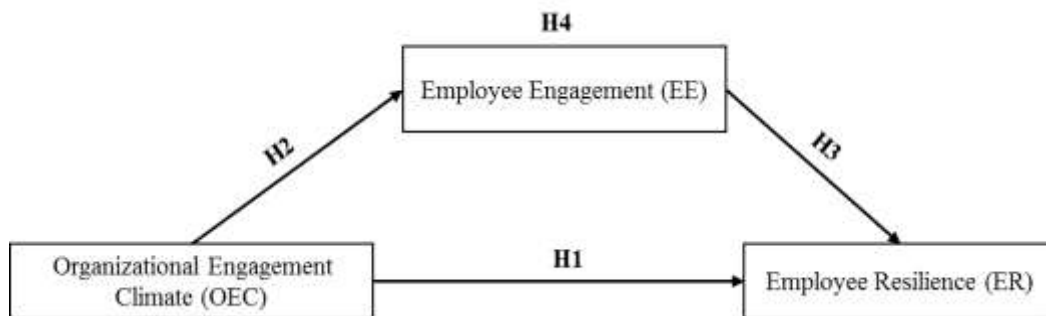 H4
Employee Engagement (EE)
H2
H3
H1
Organizational Engagement
Climate (OEC)
Employee Resilience (ER)